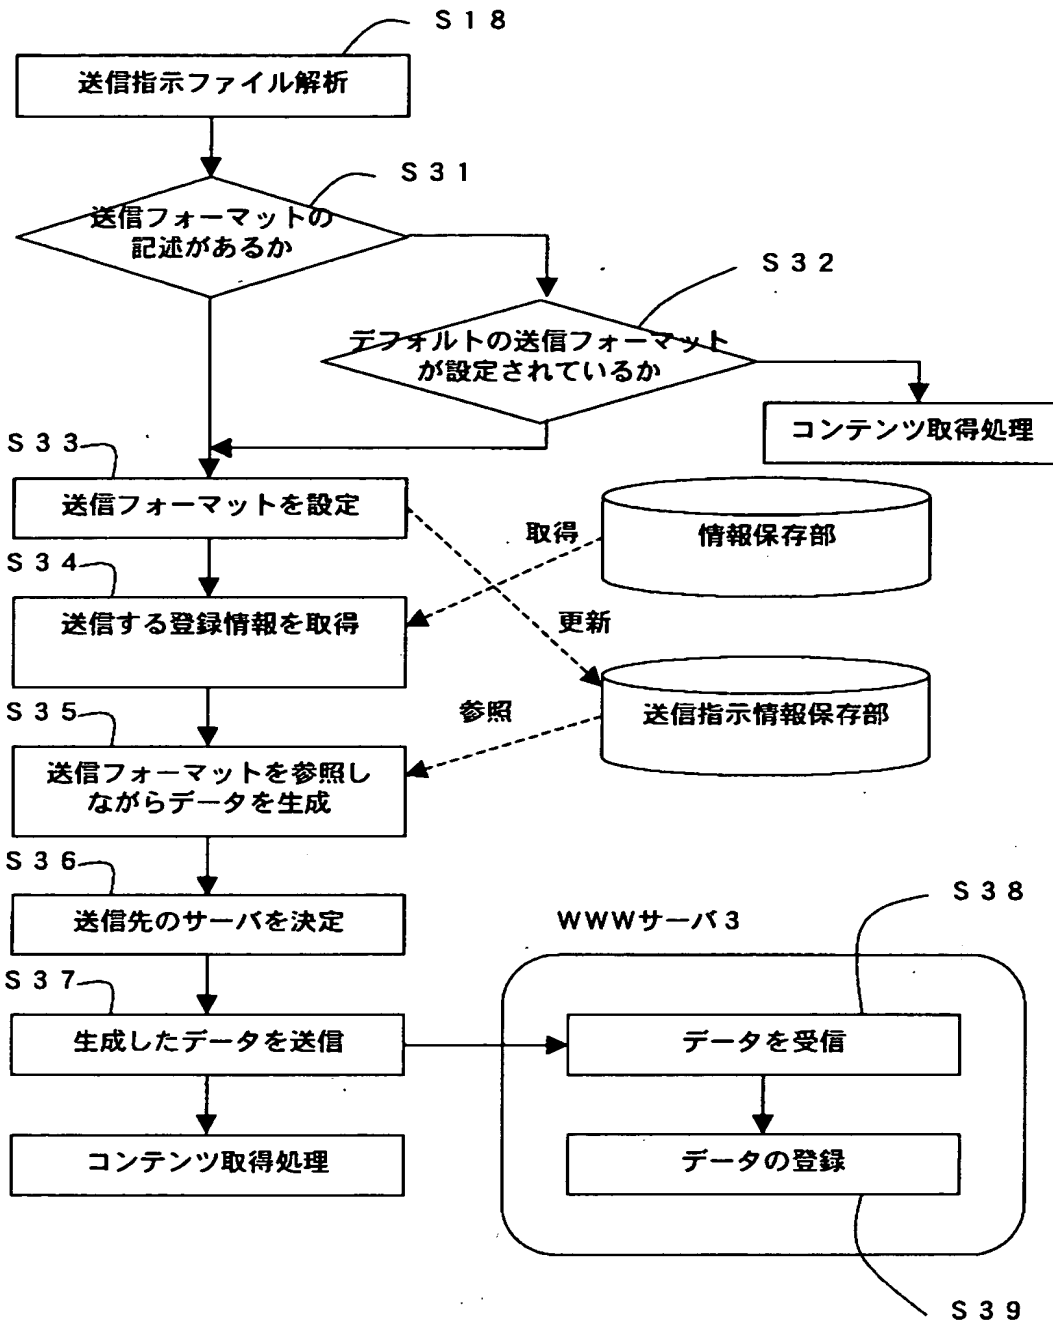 S18
送信指示ファイル解析
S31
送信フォーマットの
記述があるか
S32
デフォルトの送信フォーマット
が設定されているか
コンテンツ取得処理
S33
送信フォーマットを設定
取得
情報保存部
S34
送信する登録情報を取得
更新
S35
参照
送信指示情報保存部
送信フォーマットを参照し
ながらデータを生成
S36
送信先のサーバを決定
S38
WWWサーバ3
S37
生成したデータを送信
データを受信
コンテンツ取得処理
データの登録
S39